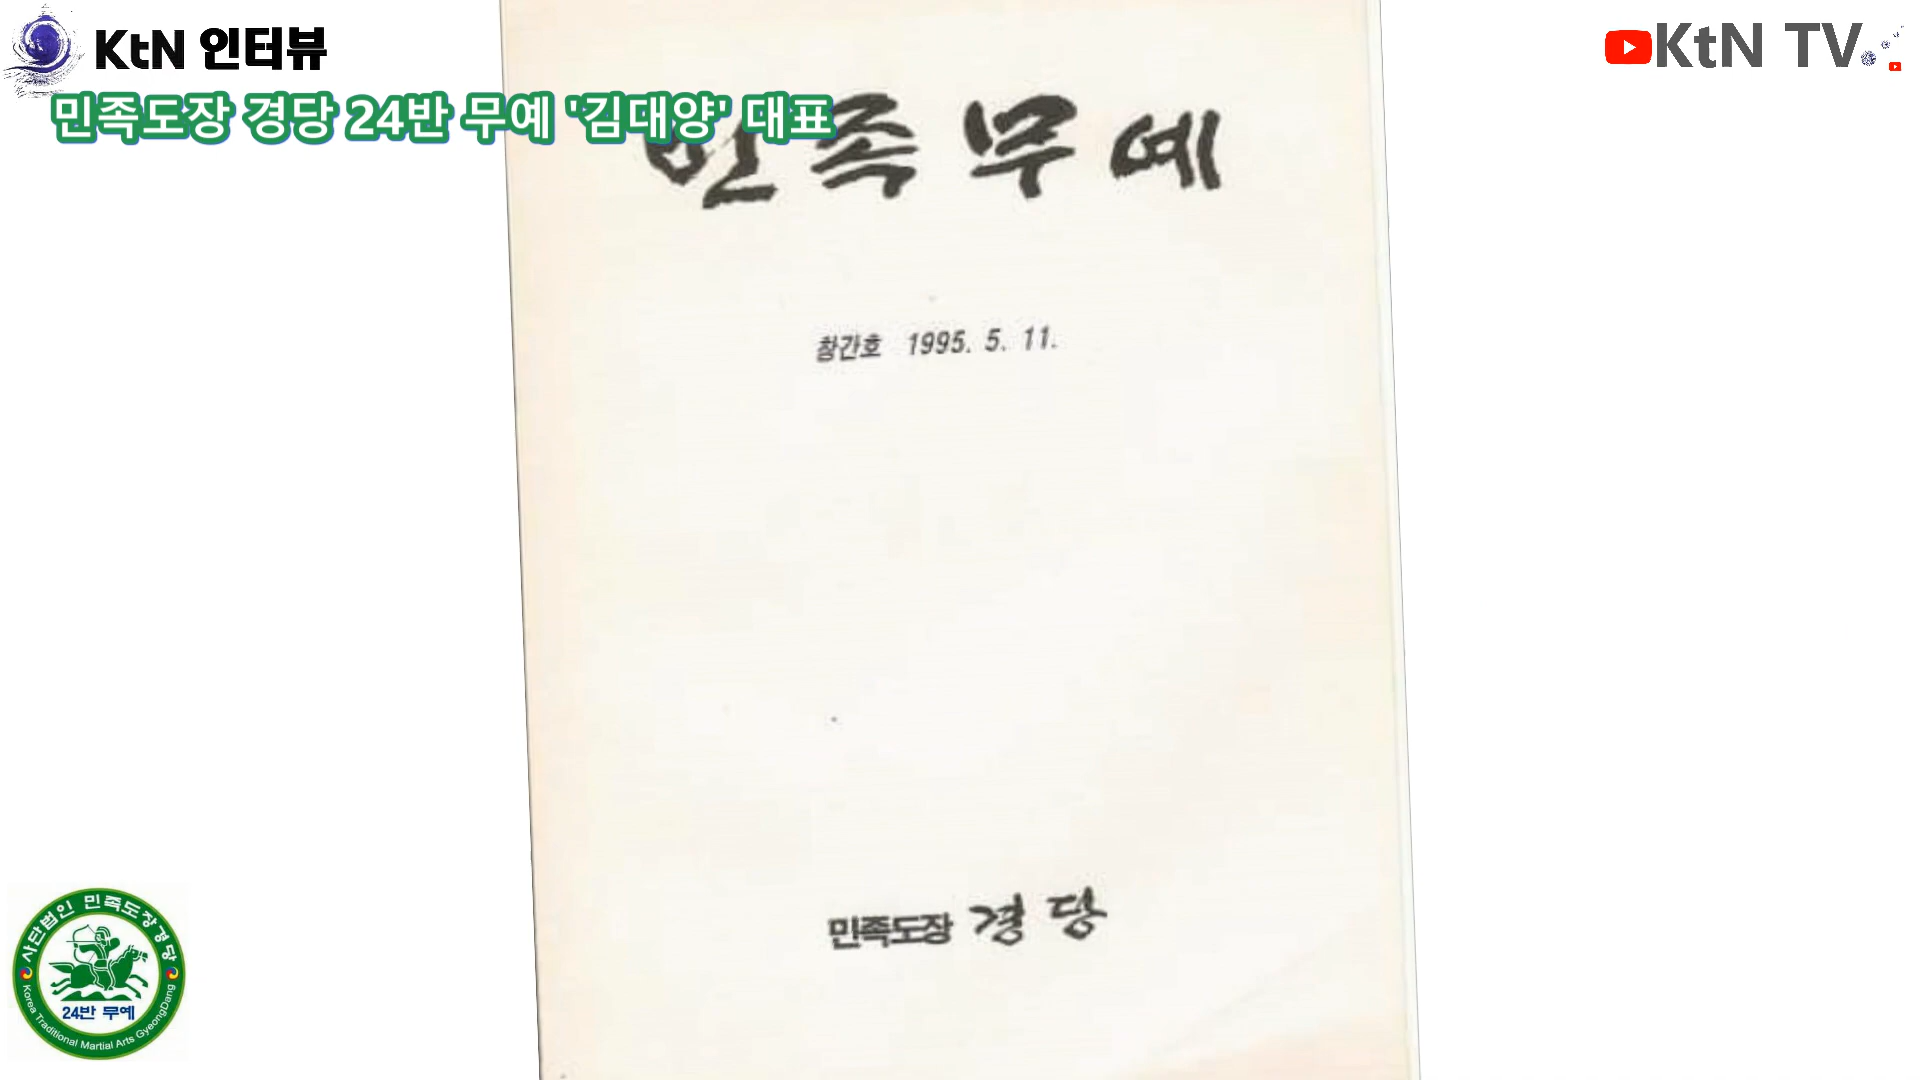 KtN 인터뷰
KtN TV
민족도장 경당 24반 무예 '김대양' 대표
민족무예
창간호 1995. 5. 11.
민족도장 경당
사단법인 민족도장경당
24반 무예
Korea Traditional Martial Arts GyeongDang